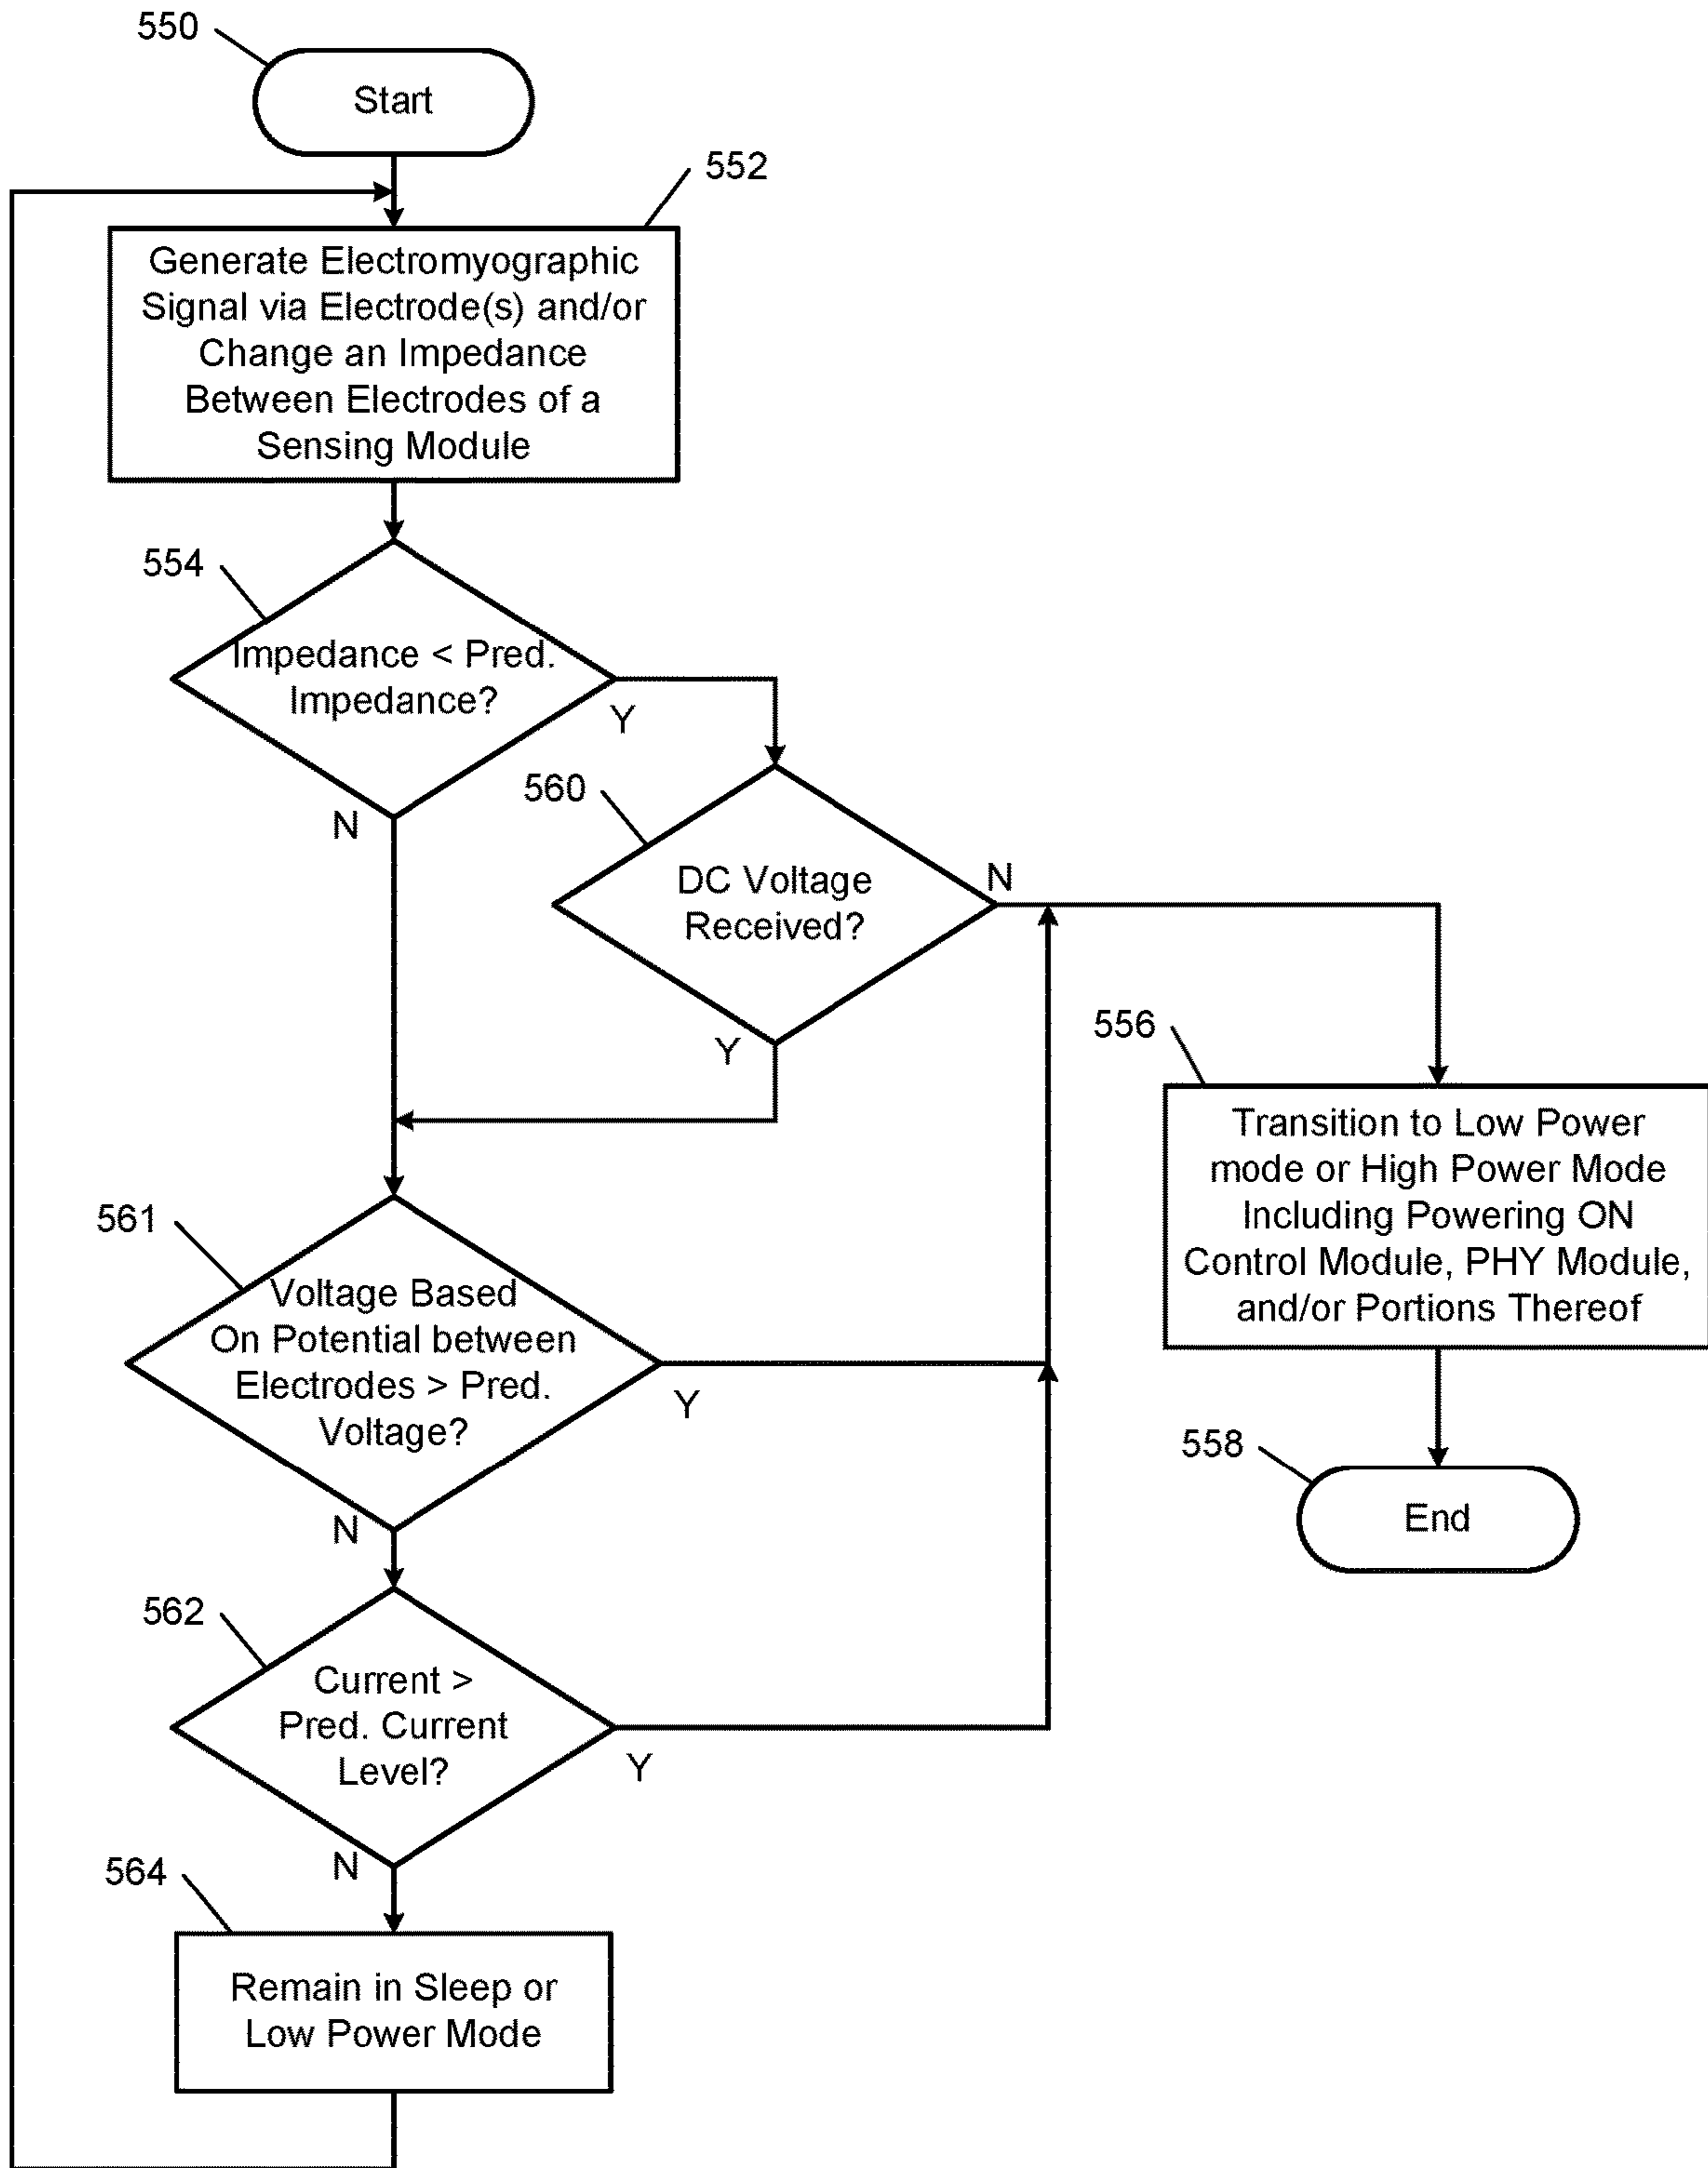 550
Start
552
Generate Electromyographic
Signal via Electrode(s) and/or
Change an Impedance
Between Electrodes of a
Sensing Module
554
Impedance < Pred.
Impedance?
Y
N
560
DC Voltage
Received?
N
Y
556
Transition to Low Power
mode or High Power Mode
Including Powering ON
Control Module, PHY Module,
and/or Portions Thereof
561
Voltage Based
On Potential between
Electrodes > Pred.
Voltage?
Y
N
558
End
562
Current >
Pred. Current
Level?
Y
N
564
Remain in Sleep or
Low Power Mode